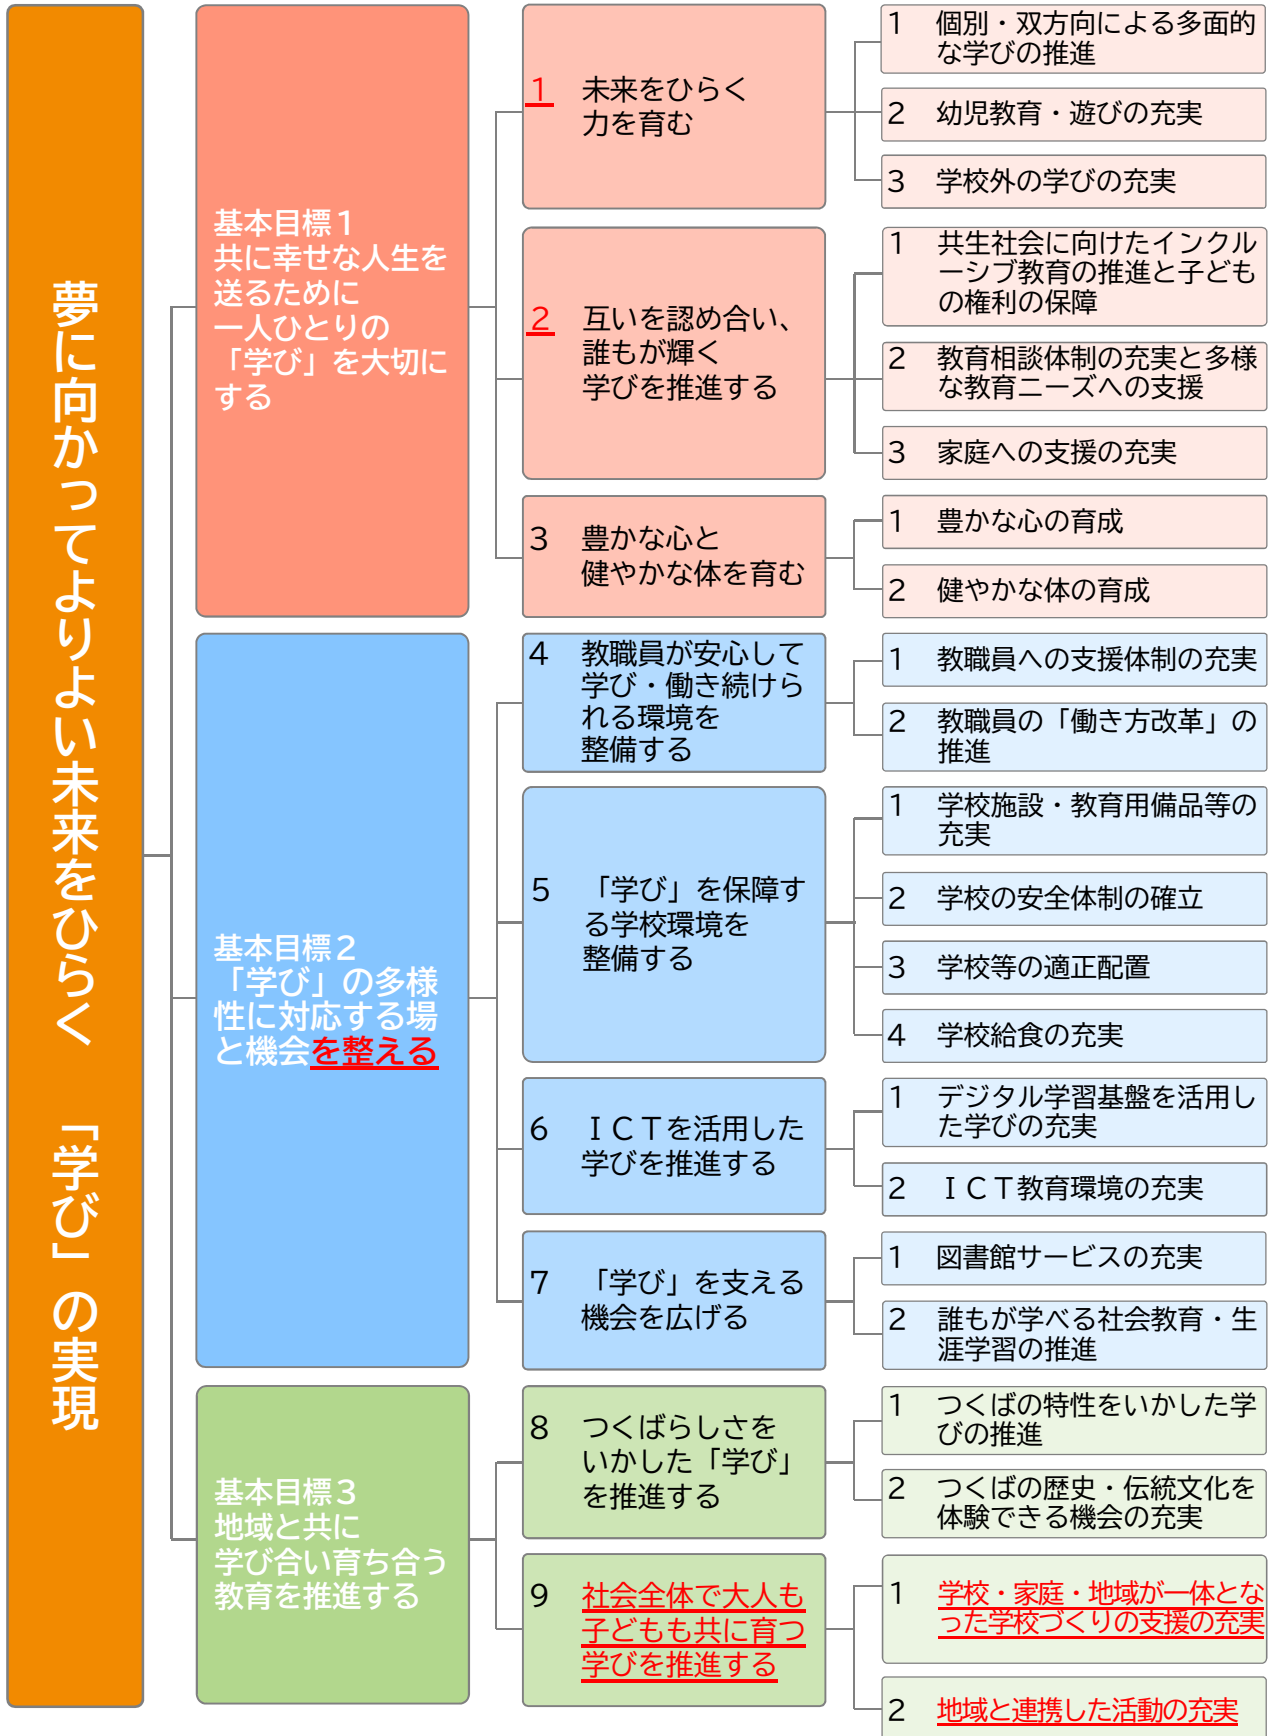 夢に向かってよりよい未来をひらく　「学び」の実現
基本目標１
共に幸せな人生を
送るために
一人ひとりの
「学び」を大切に
する
1　未来をひらく
力を育む
1　個別・双方向による多面的
な学びの推進
2　幼児教育・遊びの充実
3　学校外の学びの充実
2　互いを認め合い、
誰もが輝く
学びを推進する
1　共生社会に向けたインクル
ーシブ教育の推進と子ども
の権利の保障
2　教育相談体制の充実と多様
な教育ニーズへの支援
3　家庭への支援の充実
3　豊かな心と
健やかな体を育む
1　豊かな心の育成
2　健やかな体の育成
基本目標２
「学び」の多様
性に対応する場
と機会を整える
4　教職員が安心して
学び・働き続けら
れる環境を
整備する
1　教職員への支援体制の充実
2　教職員の「働き方改革」の
推進
5　「学び」を保障す
る学校環境を
整備する
1　学校施設・教育用備品等の
充実
2　学校の安全体制の確立
3　学校等の適正配置
4　学校給食の充実
6　ＩＣＴを活用した
学びを推進する
1　デジタル学習基盤を活用し
た学びの充実
2　ＩＣＴ教育環境の充実
7　「学び」を支える
機会を広げる
1　図書館サービスの充実
2　誰もが学べる社会教育・生
涯学習の推進
基本目標３
地域と共に
学び合い育ち合う
教育を推進する
8　つくばらしさを
いかした「学び」
を推進する
1　つくばの特性をいかした学
びの推進
2　つくばの歴史・伝統文化を
体験できる機会の充実
9　社会全体で大人も
子どもも共に育つ
学びを推進する
1　学校・家庭・地域が一体とな
った学校づくりの支援の充実
2　地域と連携した活動の充実